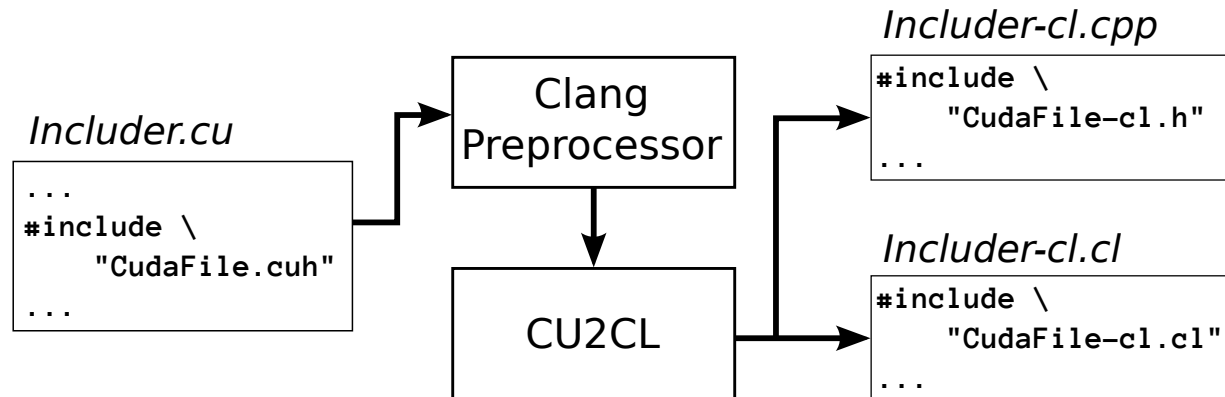 Includer.cu
...
#include \
"CudaFile.cuh"
...
Clang
Preprocessor
CU2CL
Includer-cl.cpp
#include \
"CudaFile-cl.h"
...
Includer-cl.cl
#include \
"CudaFile-cl.cl"
...